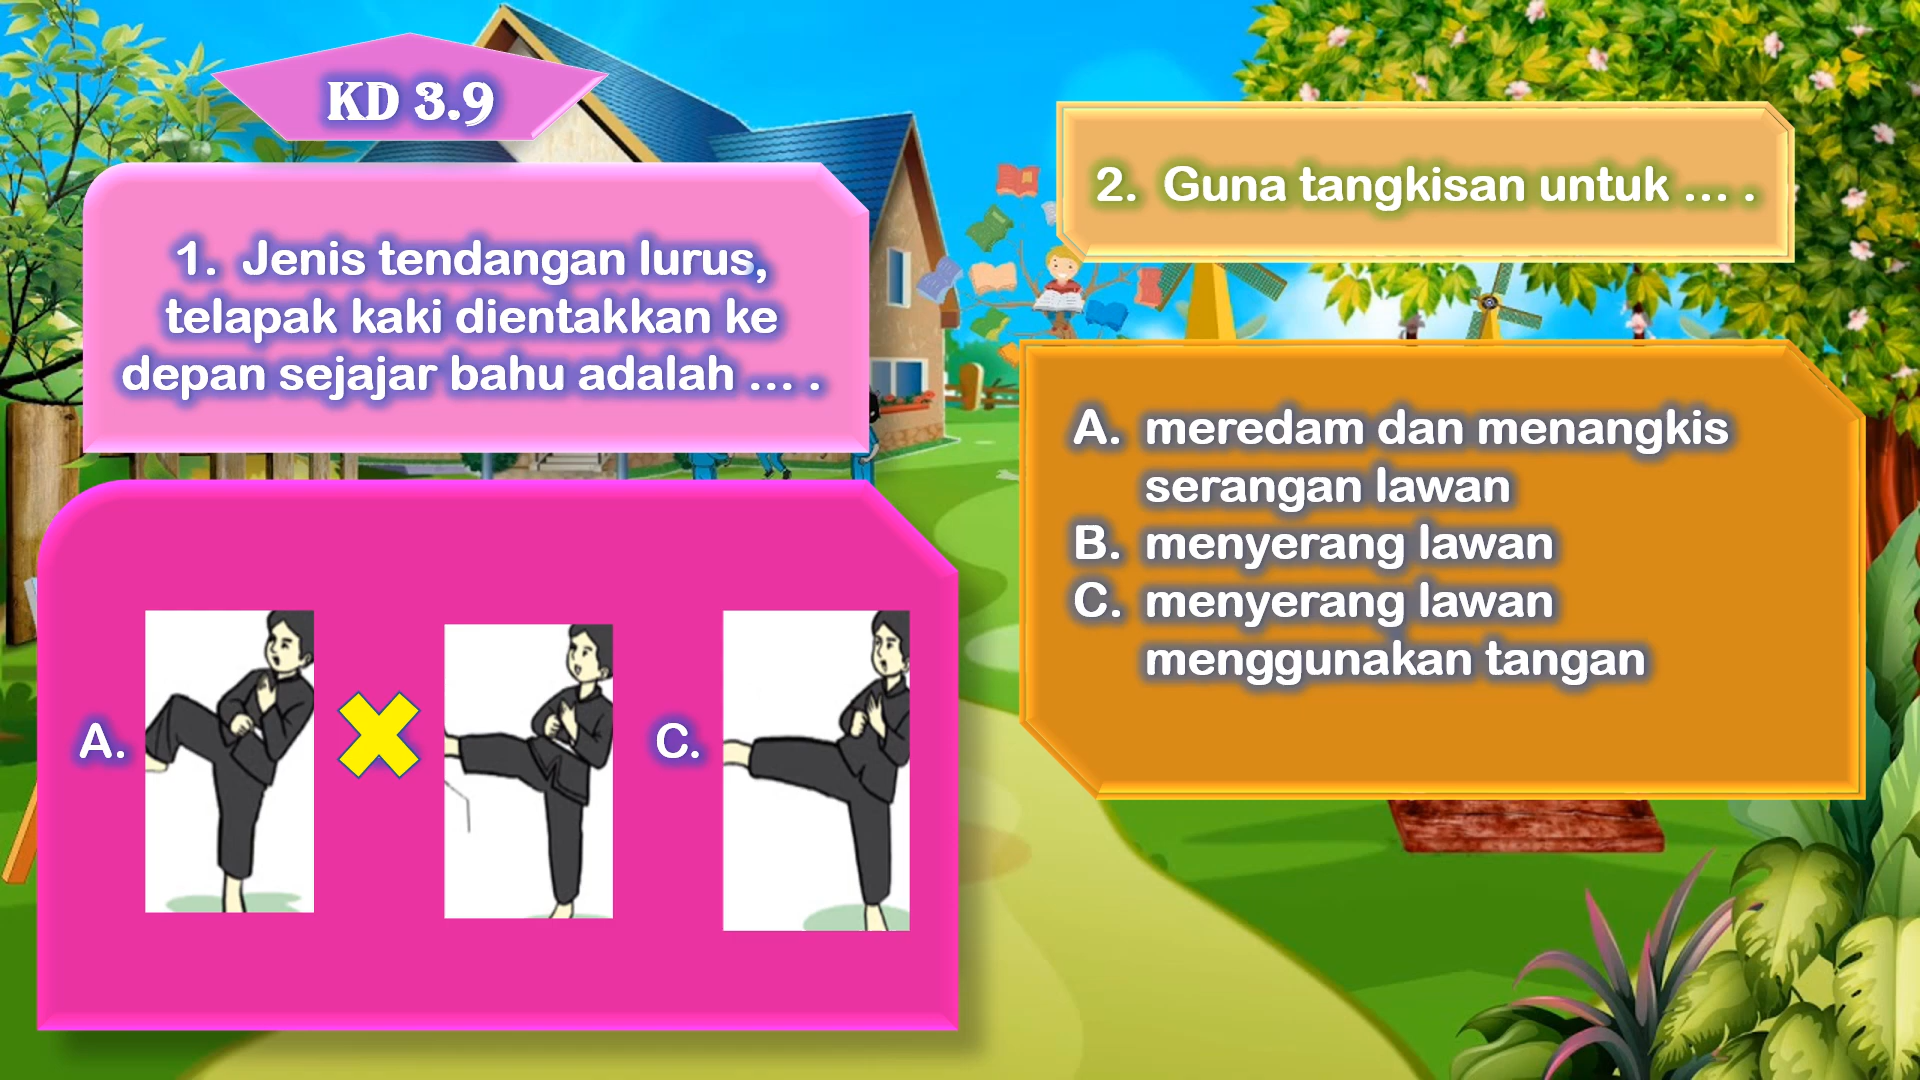 KD 3.9
1. Jenis tendangan lurus,
telapak kaki dientakkan ke
depan sejajar bahu adalah ... .
A.
C.
2. Guna tangkisan untuk ... .
A. meredam dan menangkis
serangan lawan
B. menyerang lawan
C. menyerang lawan
menggunakan tangan